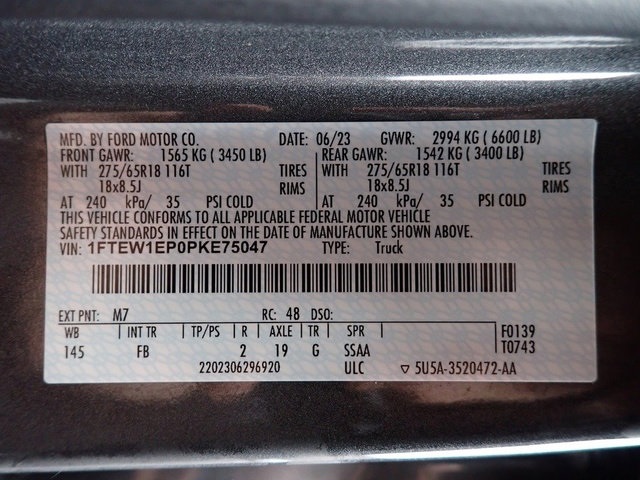 MFD. BY FORD MOTOR CO. DATE: 06/23 GVWR: 2994 KG ( 6600 LB)
FRONT GAWR: 1565 KG ( 3450 LB) REAR GAWR: 1542 KG ( 3400 LB)
WITH 275/65R18 116T TIRES WITH 275/65R18 116T TIRES
18x8.5J RIMS 18x8.5J RIMS
AT 240 kPa/ 35 PSI COLD AT 240 kPa/ 35 PSI COLD
THIS VEHICLE CONFORMS TO ALL APPLICABLE FEDERAL MOTOR VEHICLE
SAFETY STANDARDS IN EFFECT ON THE DATE OF MANUFACTURE SHOWN ABOVE.
VIN: 1FTEW1EP0PKE75047 TYPE: Truck
EXT PNT: M7 RC: 48 DSO:
WB INT TR TP/PS R AXLE TR SPR F0139
145 FB 2 19 G SSAA T0743
2202306296920 ULC ▽ 5U5A-3520472-AA